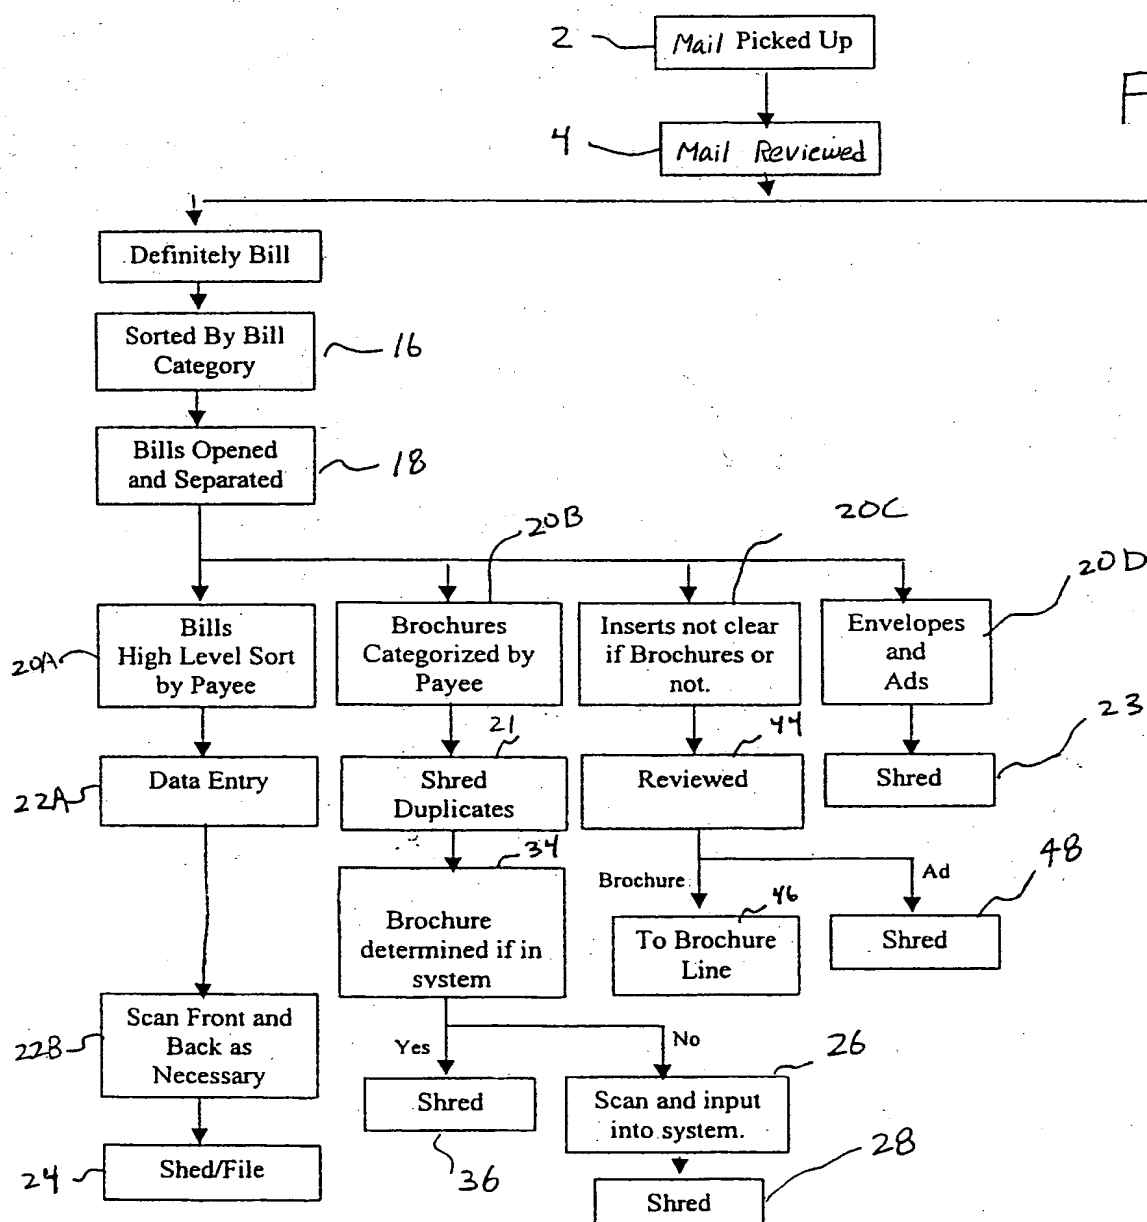 2
Mail Picked Up
F
4
Mail Reviewed
Definitely Bill
Sorted By Bill
Category
16
Bills Opened
and Separated
18
20B
20C
20D
20A
Bills
High Level Sort
by Payee
Brochures
Categorized by
Payee
Inserts not clear
if Brochures or
not.
Envelopes
and
Ads
21
44
23
22A
Data Entry
Shred
Duplicates
Reviewed
Shred
34
Brochure
Ad
48
Brochure
determined if in
system
46
To Brochure
Line
Shred
22B
Scan Front and
Back as
Necessary
Yes
No
26
Shred
36
Scan and input
into system.
24
Shed/File
28
Shred